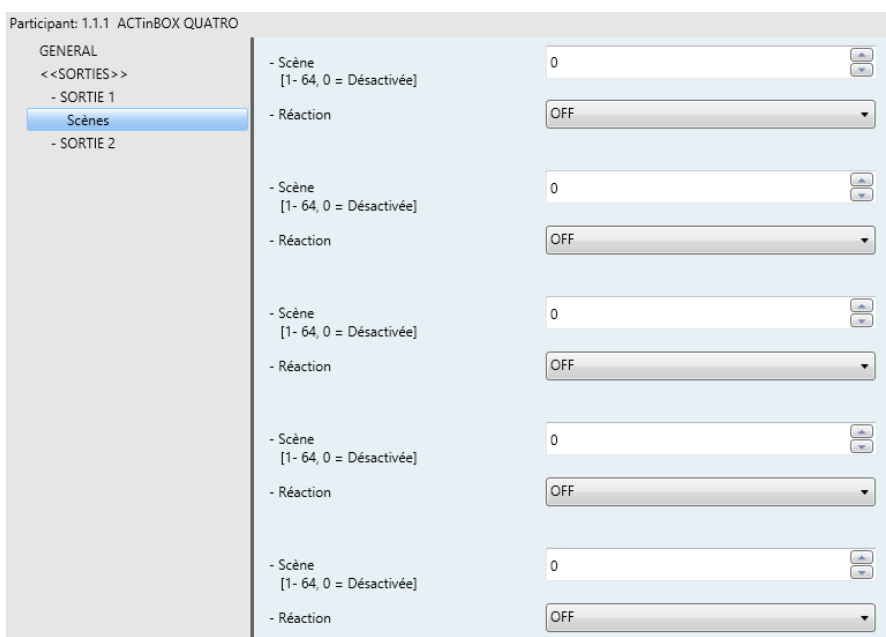 Participant: 1.1.1 ACTinBOX QUATRO
GENERAL
<<SORTIES>>
- SORTIE 1
Scènes
- SORTIE 2
- Scène
[1- 64, 0 = Désactivée]
0
- Réaction
OFF
- Scène
[1- 64, 0 = Désactivée]
0
- Réaction
OFF
- Scène
[1- 64, 0 = Désactivée]
0
- Réaction
OFF
- Scène
[1- 64, 0 = Désactivée]
0
- Réaction
OFF
- Scène
[1- 64, 0 = Désactivée]
0
- Réaction
OFF